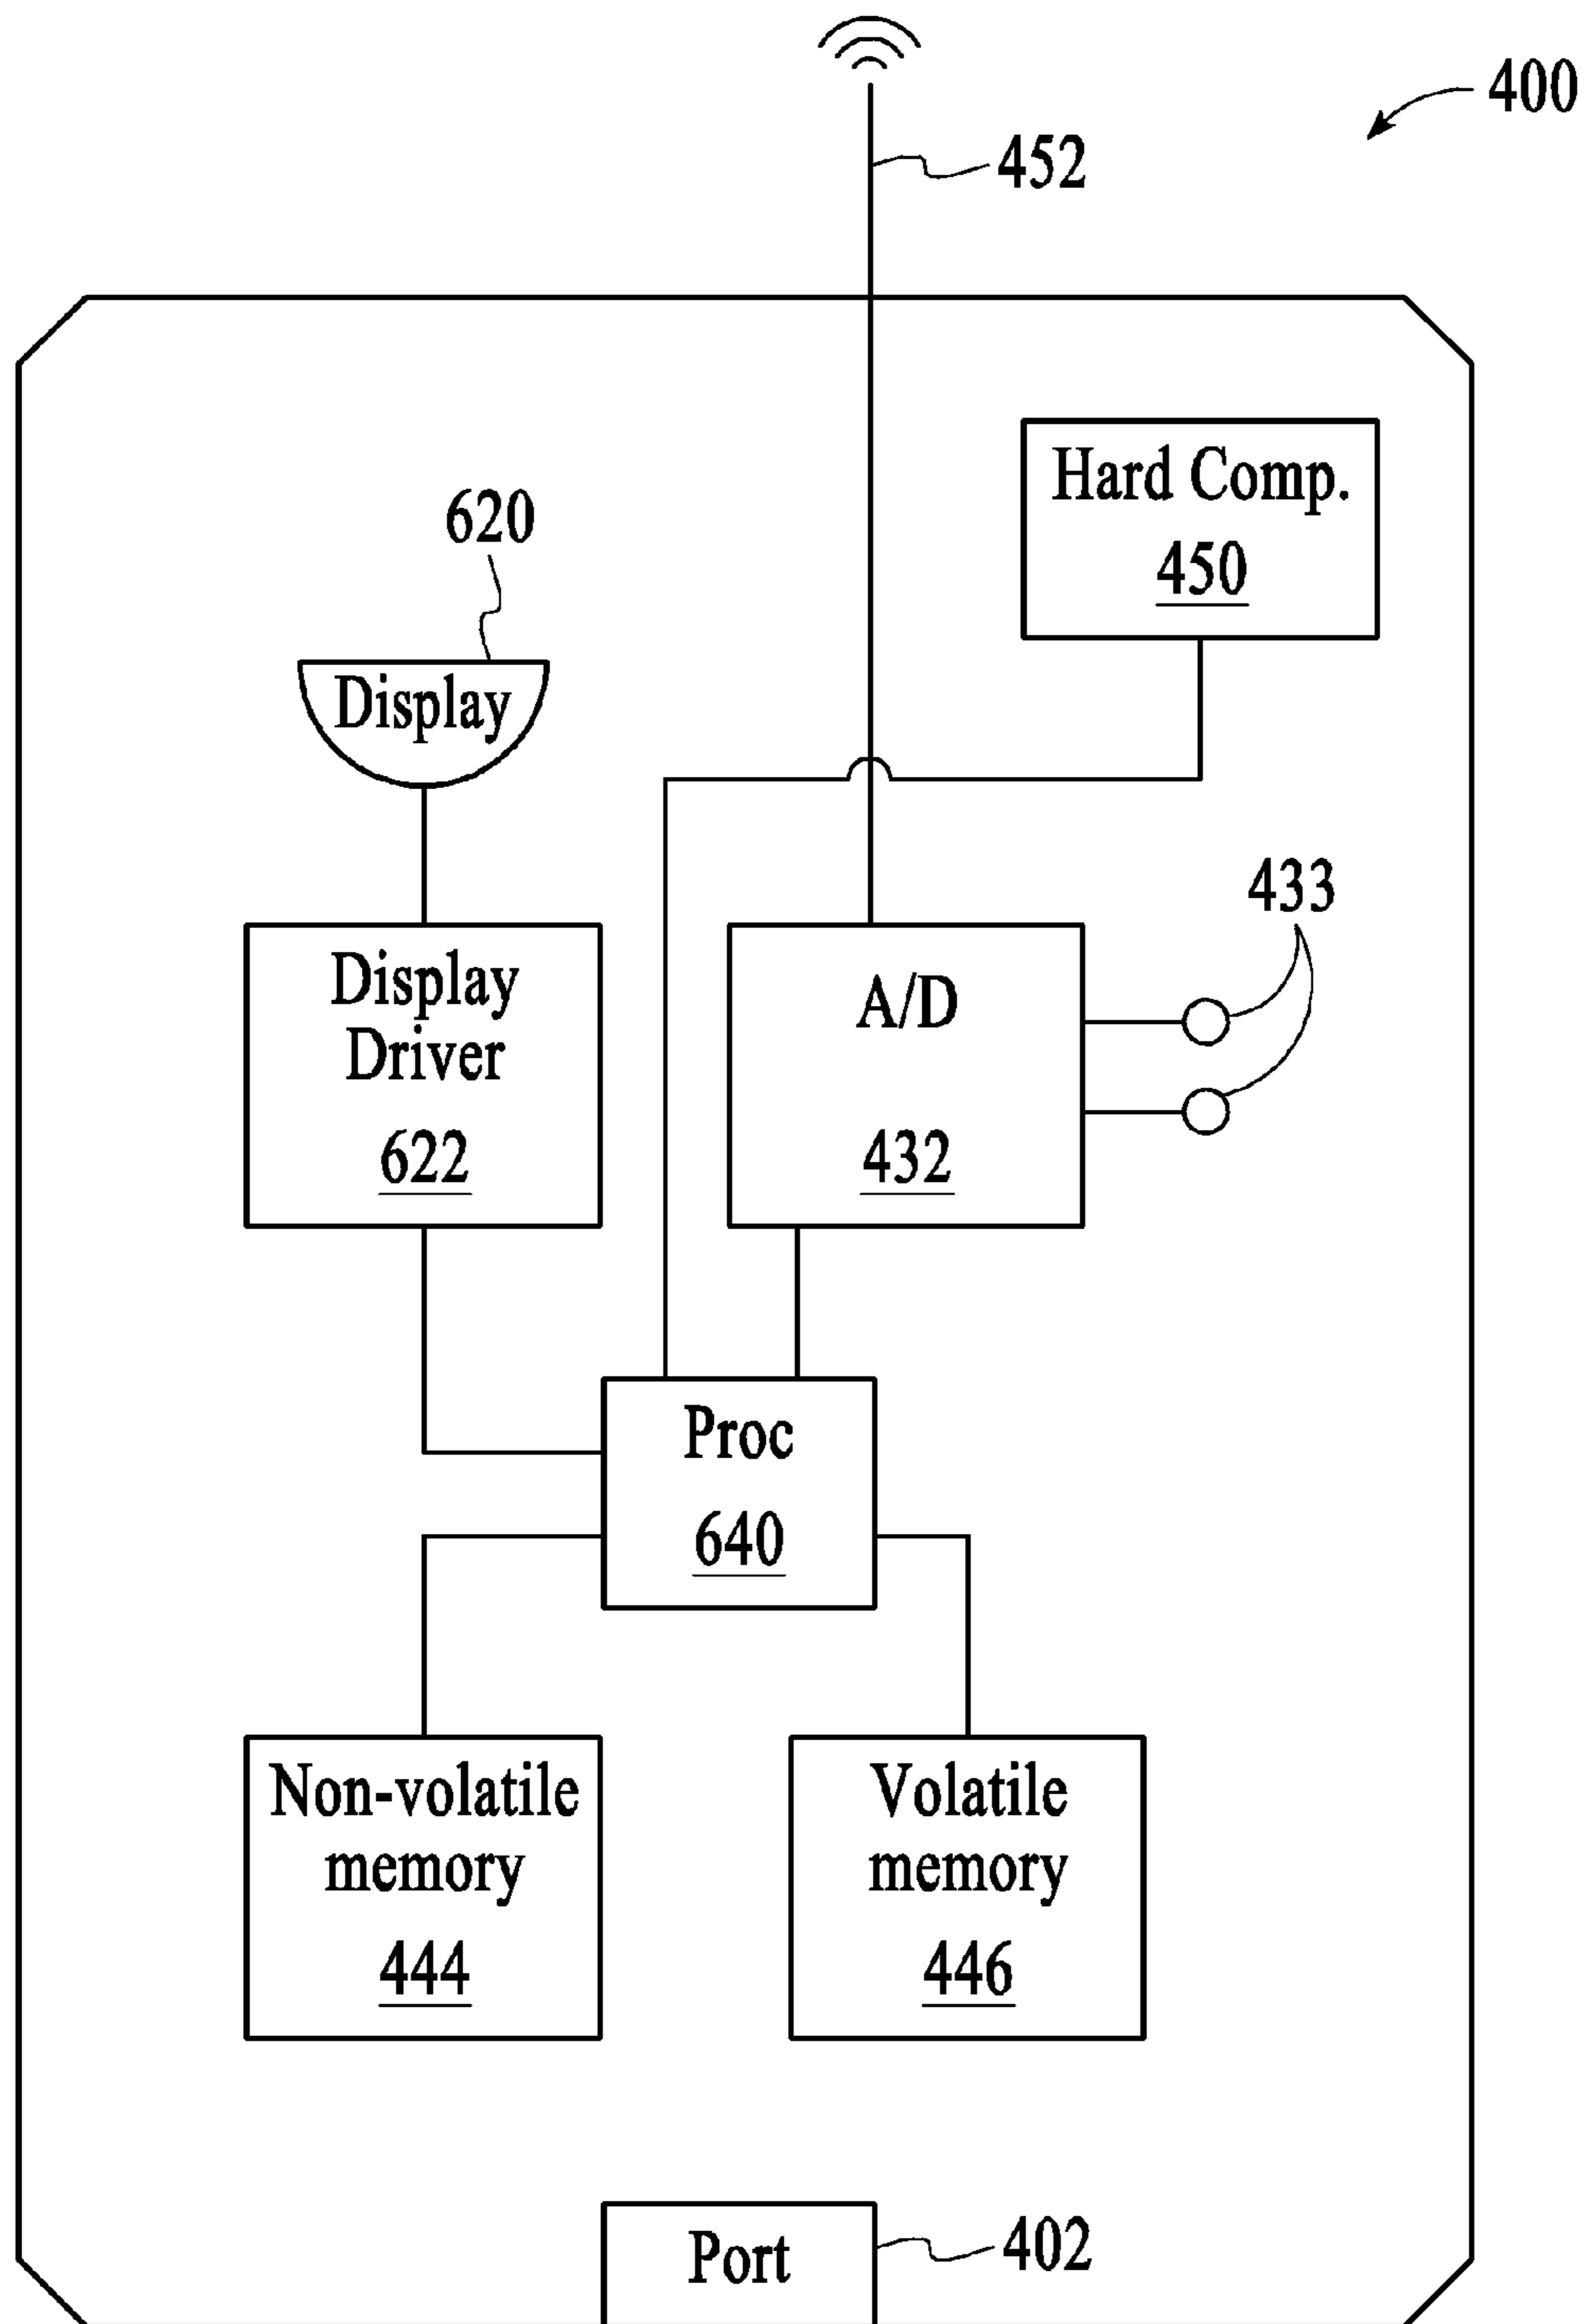 400
452
Hard Comp.
450
620
Display
433
Display
Driver
622
A/D
432
Proc
640
Non-volatile
memory
444
Volatile
memory
446
Port
402